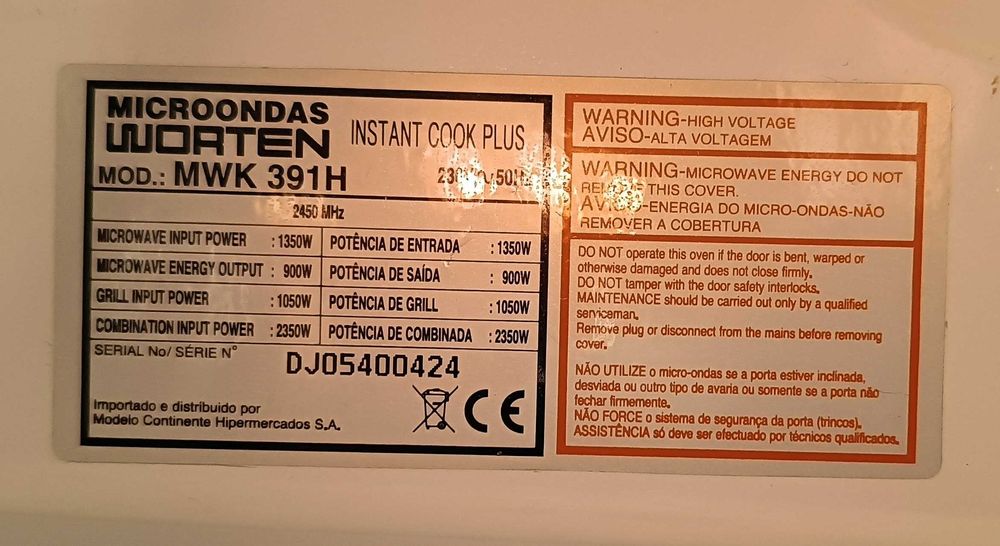 MICROONDAS
WORTEN INSTANT COOK PLUS
MOD.: MWK 391H
2450 MHz
MICROWAVE INPUT POWER : 1350W POTÊNCIA DE ENTRADA : 1350W
MICROWAVE ENERGY OUTPUT : 900W POTÊNCIA DE SAÍDA : 900W
GRILL INPUT POWER : 1050W POTÊNCIA DE GRILL : 1050W
COMBINATION INPUT POWER : 2350W POTÊNCIA DE COMBINADA : 2350W
SERIAL No/ SÉRIE N°
DJ05400424
Importado e distribuido por
Modelo Continente Hipermercados S.A.
CE
WARNING-HIGH VOLTAGE
AVISO-ALTA VOLTAGEM
WARNING-MICROWAVE ENERGY DO NOT
REMOVE THIS COVER.
AVISO-ENERGIA DO MICRO-ONDAS-NÃO
REMOVER A COBERTURA
DO NOT operate this oven if the door is bent, warped or
otherwise damaged and does not close firmly.
DO NOT tamper with the door safety interlocks.
MAINTENANCE should be carried out only by a qualified
serviceman.
Remove plug or disconnect from the mains before removing
cover.
NÃO UTILIZE o micro-ondas se a porta estiver inclinada,
desviada ou outro tipo de avaria ou somente se a porta não
fechar firmemente.
NÃO FORCE o sistema de segurança da porta (trincos).
ASSISTÊNCIA só deve ser efectuado por técnicos qualificados.